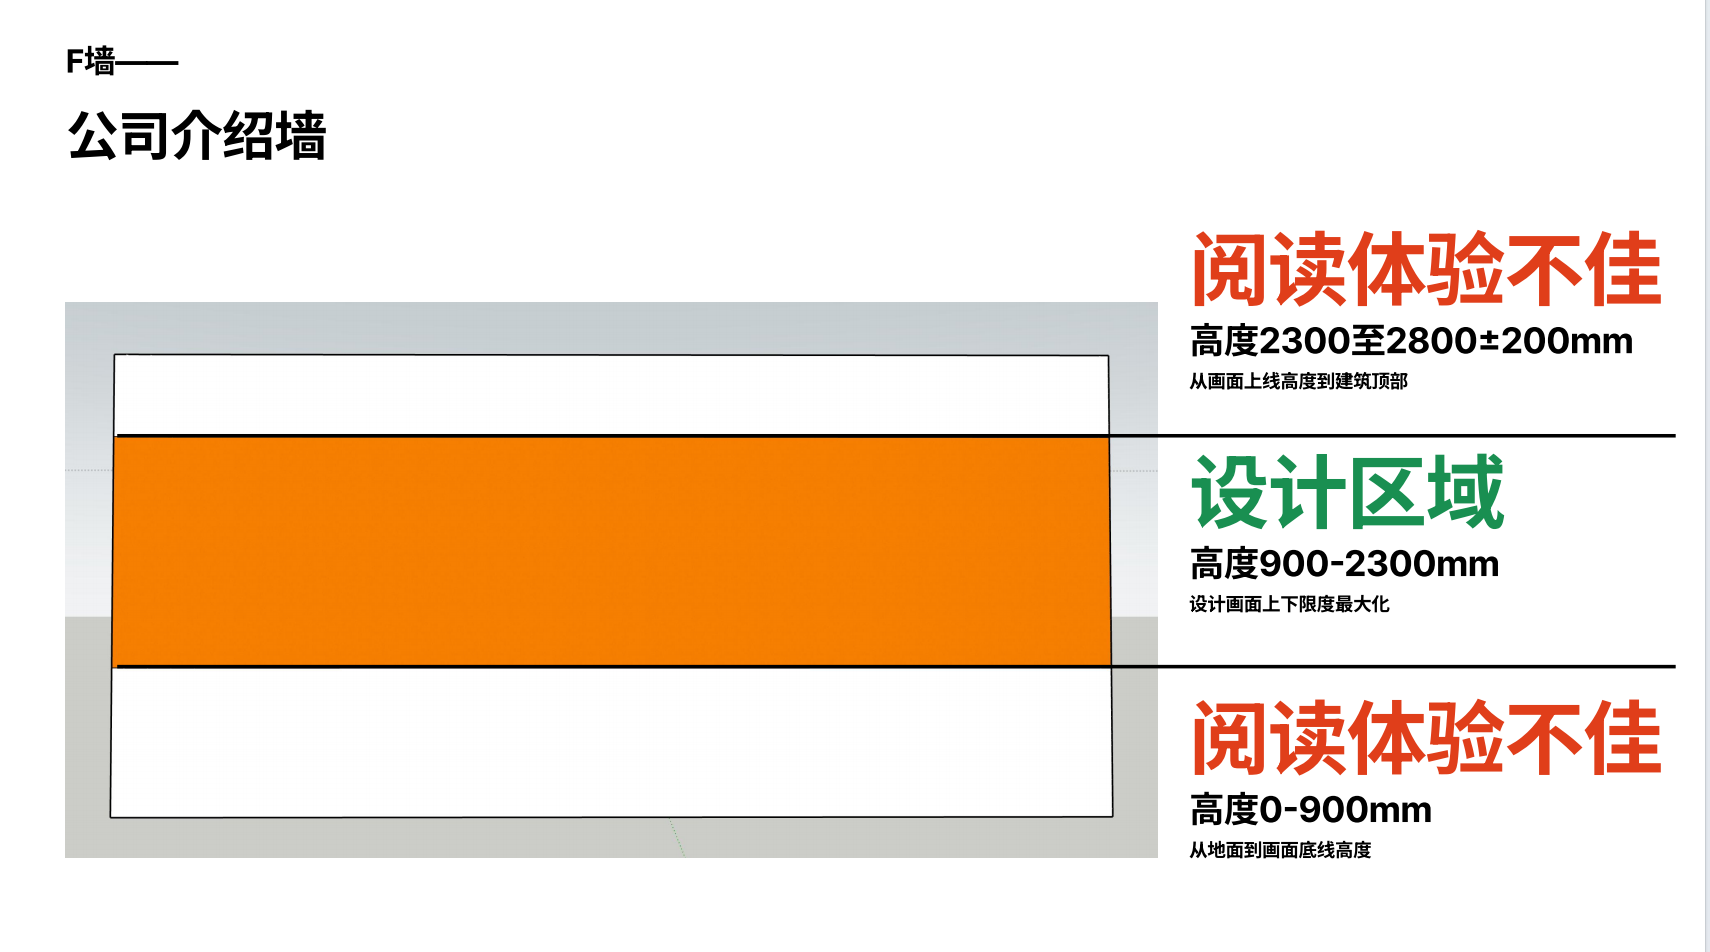 F墙——
公司介绍墙
阅读体验不佳
高度2300至2800±200mm
从画面上线高度到建筑顶部
设计区域
高度900-2300mm
设计画面上下限度最大化
阅读体验不佳
高度0-900mm
从地面到画面底线高度